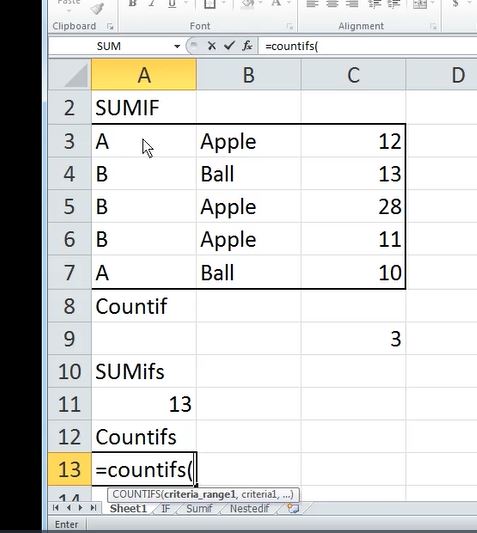 Paste B I U $
Clipboard Font Alignment
SUM =countifs(
A B C D
2 SUMIF
3 A Apple 12
4 B Ball 13
5 B Apple 28
6 B Apple 11
7 A Ball 10
8 Countif
9 3
10 SUMifs
11 13
12 Countifs
13 =countifs(
14 COUNTIFS(criteria_range1, criteria1, ...)
Sheet1 IF Sumif Nestedif
Enter